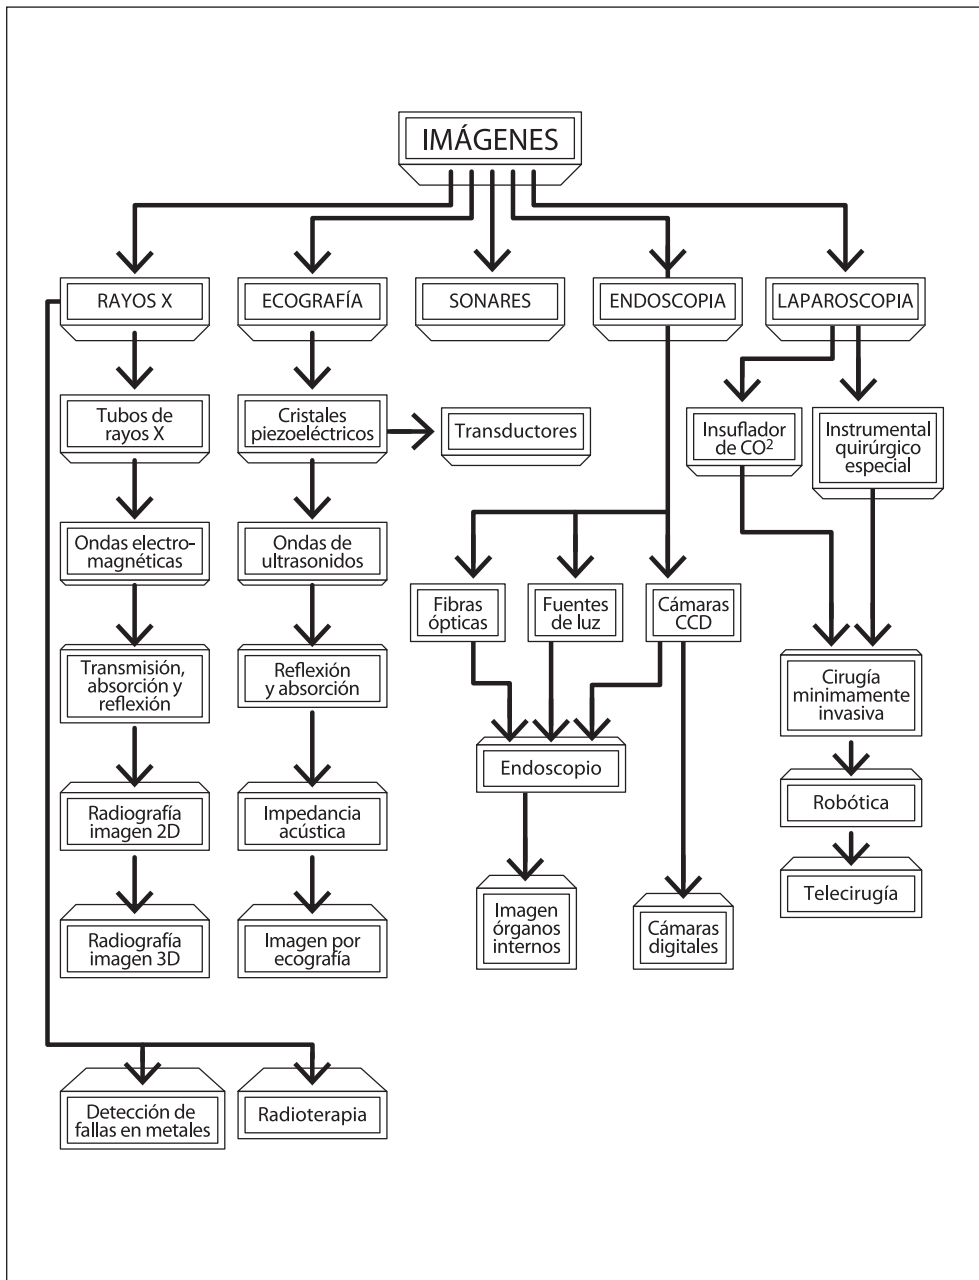 IMÁGENES
RAYOS X
ECOGRAFÍA
SONARES
ENDOSCOPIA
LAPAROSCOPIA
Tubos de
rayos X
Cristales
piezoeléctricos
Transductores
Insuflador
de CO²
Instrumental
quirúrgico
especial
Ondas electro-
magnéticas
Ondas de
ultrasonidos
Fibras
ópticas
Fuentes
de luz
Cámaras
CCD
Transmisión,
absorción y
reflexión
Reflexión
y absorción
Cirugía
minimamente
invasiva
Endoscopio
Radiografía
imagen 2D
Impedancia
acústica
Robótica
Telecirugía
Radiografía
imagen 3D
Imagen por
ecografía
Imagen
órganos
internos
Cámaras
digitales
Detección de
fallas en metales
Radioterapia